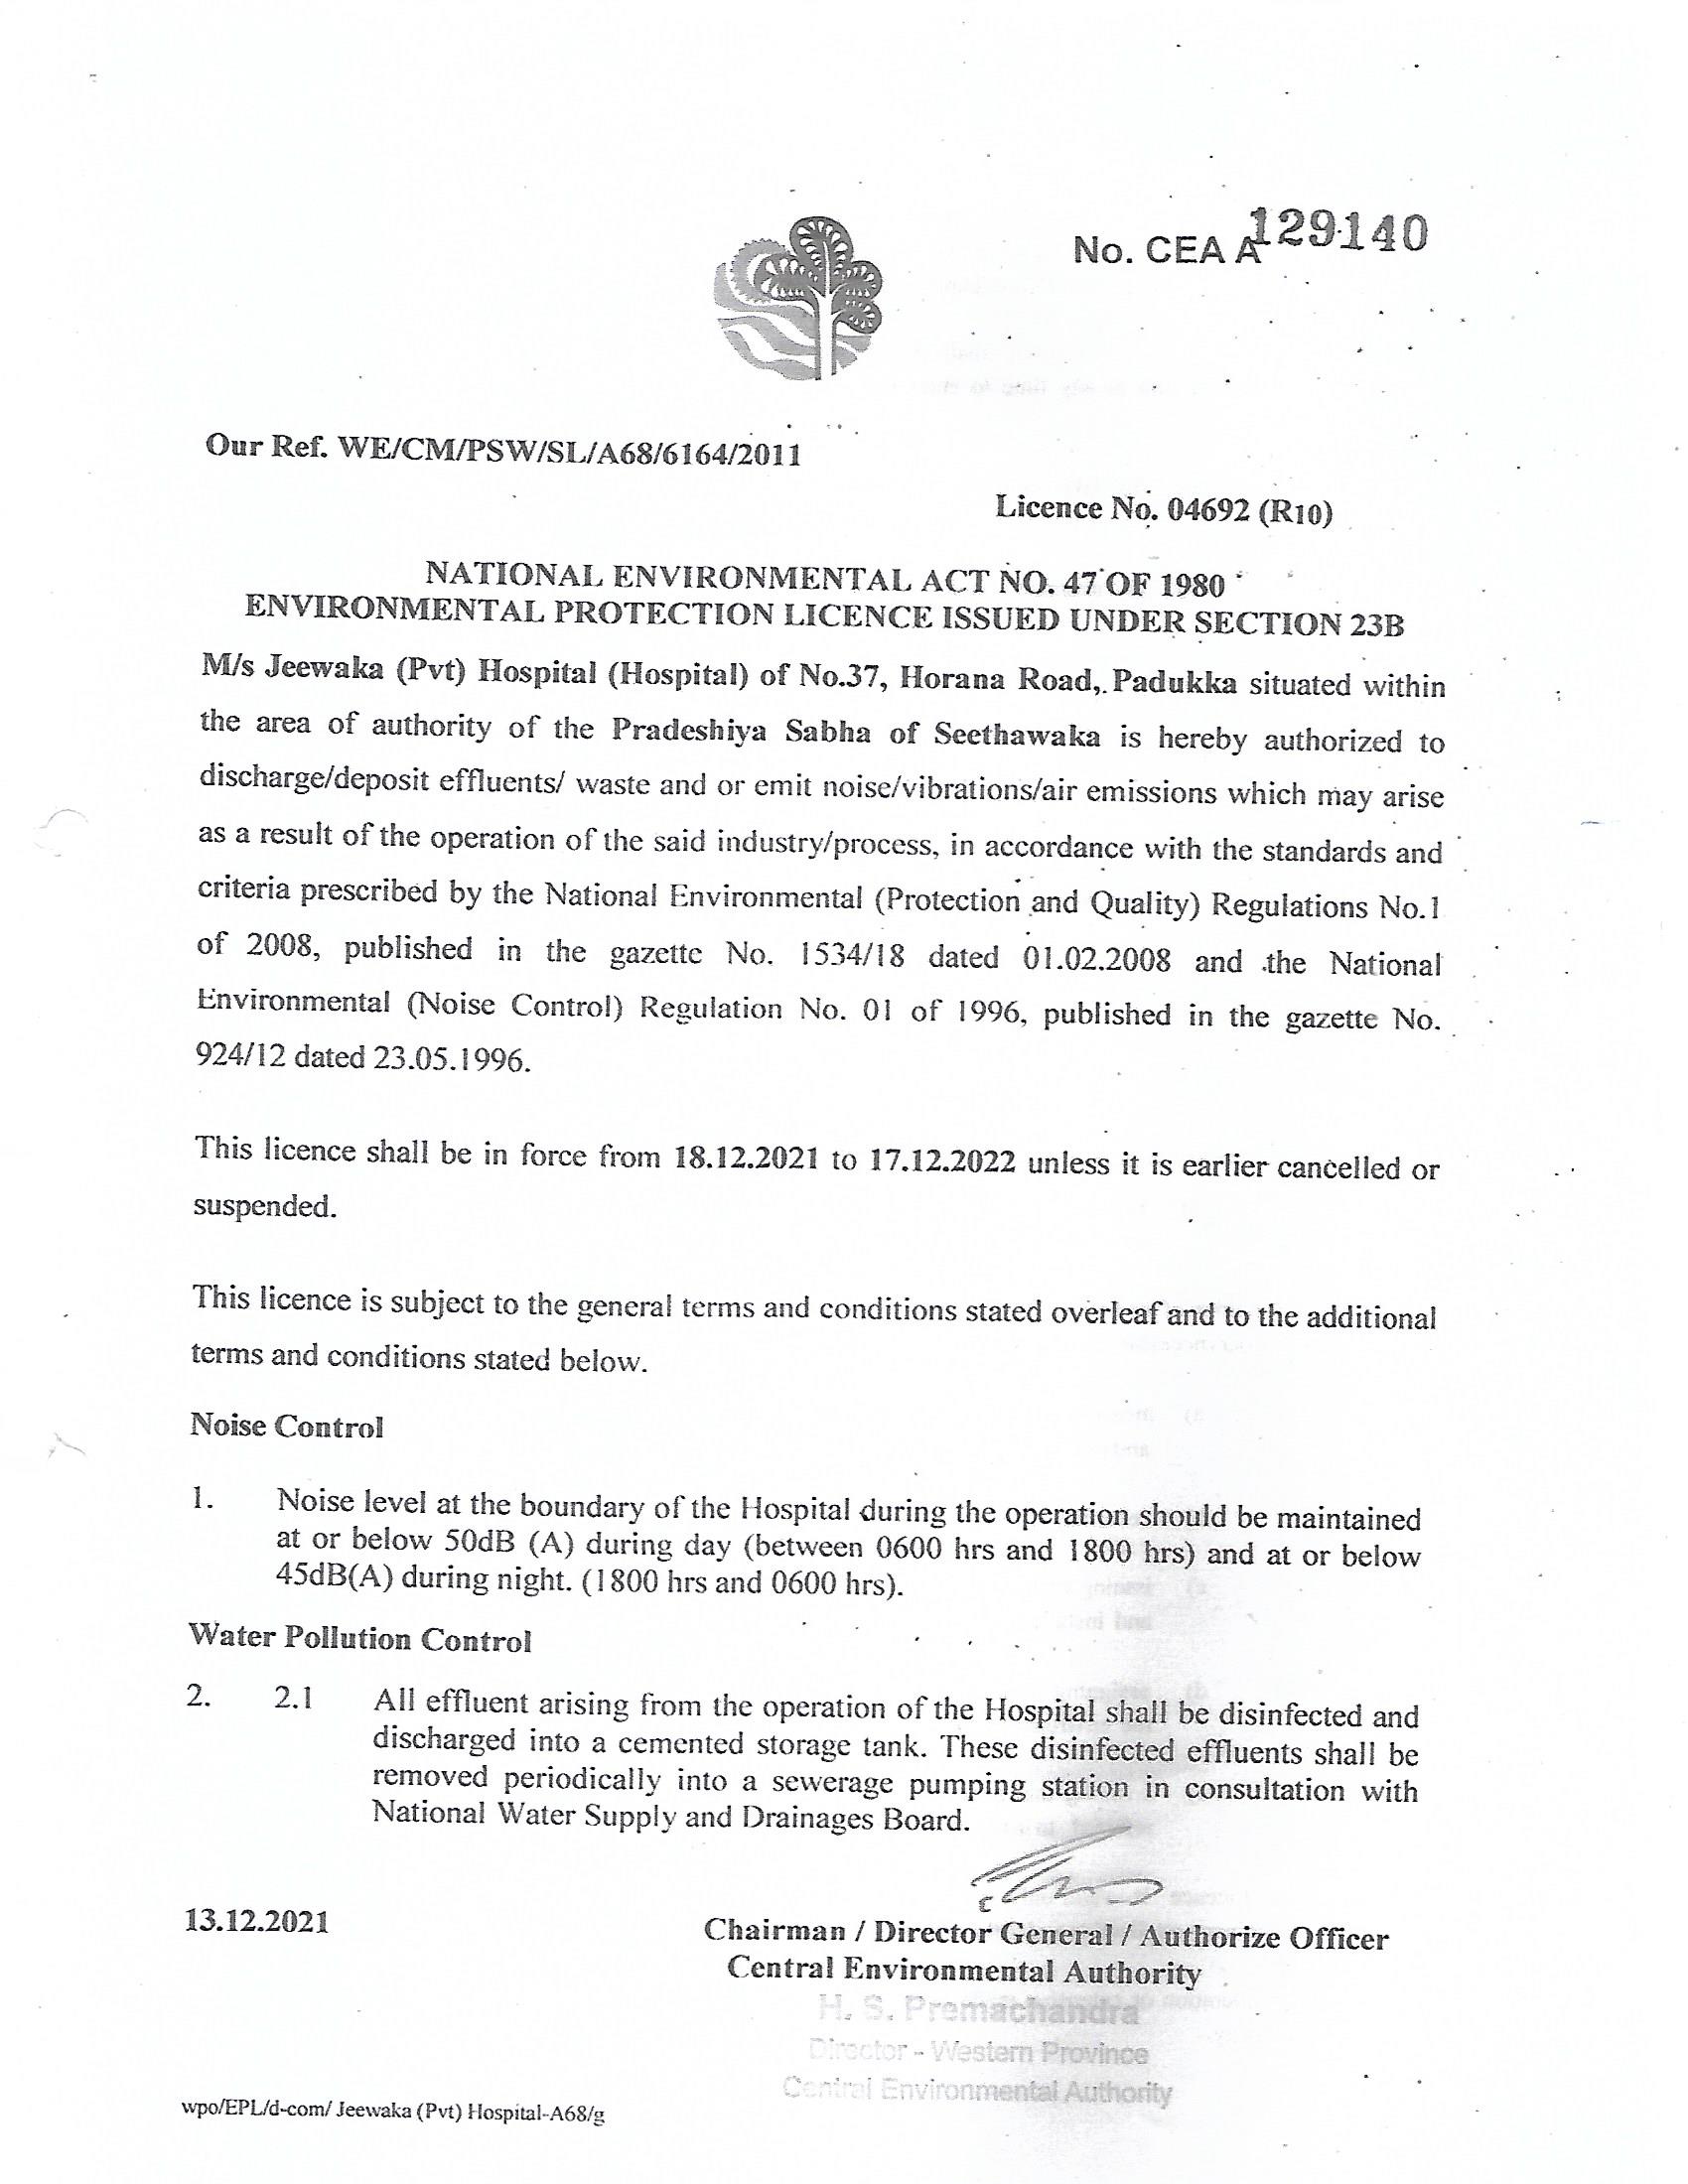 No. CEA A 129140
Our Ref. WE/CM/PSW/SL/A68/6164/2011
Licence No. 04692 (R10)
NATIONAL ENVIRONMENTAL ACT NO. 47 OF 1980
ENVIRONMENTAL PROTECTION LICENCE ISSUED UNDER SECTION 23B
M/s Jeewaka (Pvt) Hospital (Hospital) of No.37, Horana Road, Padukka situated within
the area of authority of the Pradeshiya Sabha of Seethawaka is hereby authorized to
discharge/deposit effluents/ waste and or emit noise/vibrations/air emissions which may arise
as a result of the operation of the said industry/process, in accordance with the standards and
criteria prescribed by the National Environmental (Protection and Quality) Regulations No.1
of 2008, published in the gazette No. 1534/18 dated 01.02.2008 and the National
Environmental (Noise Control) Regulation No. 01 of 1996, published in the gazette No.
924/12 dated 23.05.1996.
This licence shall be in force from 18.12.2021 to 17.12.2022 unless it is earlier cancelled or
suspended.
This licence is subject to the general terms and conditions stated overleaf and to the additional
terms and conditions stated below.
Noise Control
1. Noise level at the boundary of the Hospital during the operation should be maintained
at or below 50dB (A) during day (between 0600 hrs and 1800 hrs) and at or below
45dB(A) during night. (1800 hrs and 0600 hrs).
Water Pollution Control
2. 2.1 All effluent arising from the operation of the Hospital shall be disinfected and
discharged into a cemented storage tank. These disinfected effluents shall be
removed periodically into a sewerage pumping station in consultation with
National Water Supply and Drainages Board.
13.12.2021
Chairman / Director General / Authorize Officer
Central Environmental Authority
H. S. Premachandra
Director - Western Province
Central Environmental Authority
wpo/EPL/d-com/ Jeewaka (Pvt) Hospital-A68/g